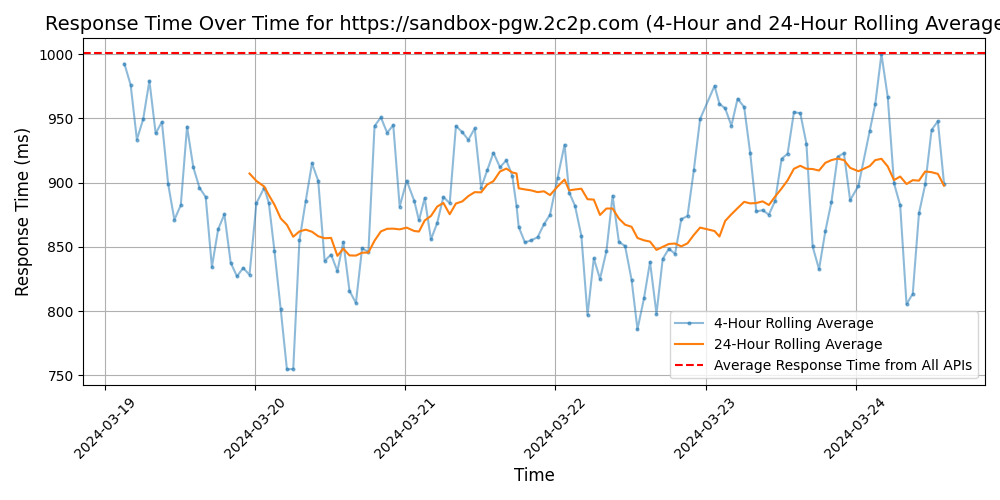 Response Time Over Time for https://sandbox-pgw.2c2p.com (4-Hour and 24-Hour Rolling Average
Response Time (ms)
1000
950
900
850
800
750
4-Hour Rolling Average
24-Hour Rolling Average
Average Response Time from All APIs
2024-03-19
2024-03-20
2024-03-21
2024-03-22
2024-03-23
2024-03-24
Time